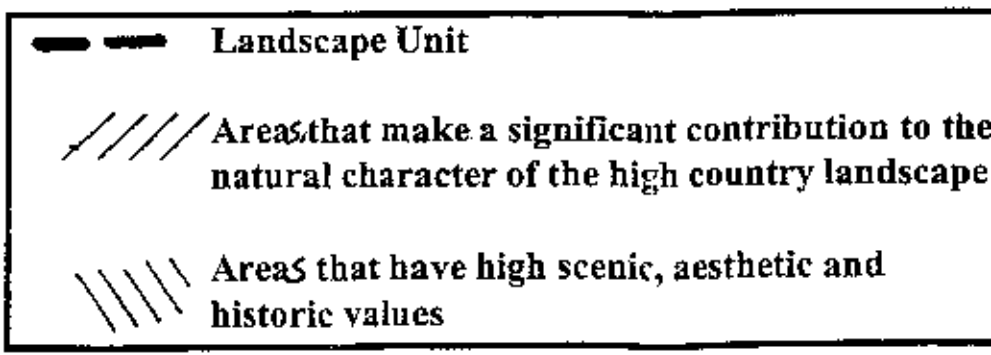 Landscape Unit
Areas that make a significant contribution to the
natural character of the high country landscape
Areas that have high scenic, aesthetic and
historic values